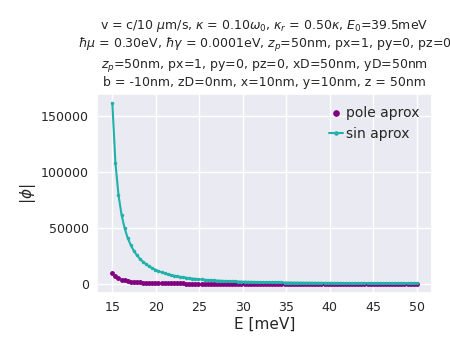 v = c/10 μm/s, κ = 0.10ω₀, κᵣ = 0.50κ, E₀=39.5meV
ħμ = 0.30eV, ħγ = 0.0001eV, zₚ=50nm, px=1, py=0, pz=0
zₚ=50nm, px=1, py=0, pz=0, xD=50nm, yD=50nm
b = -10nm, zD=0nm, x=10nm, y=10nm, z = 50nm
pole aprox
sin aprox
150000
100000
50000
0
|ϕ|
15 20 25 30 35 40 45 50
E [meV]